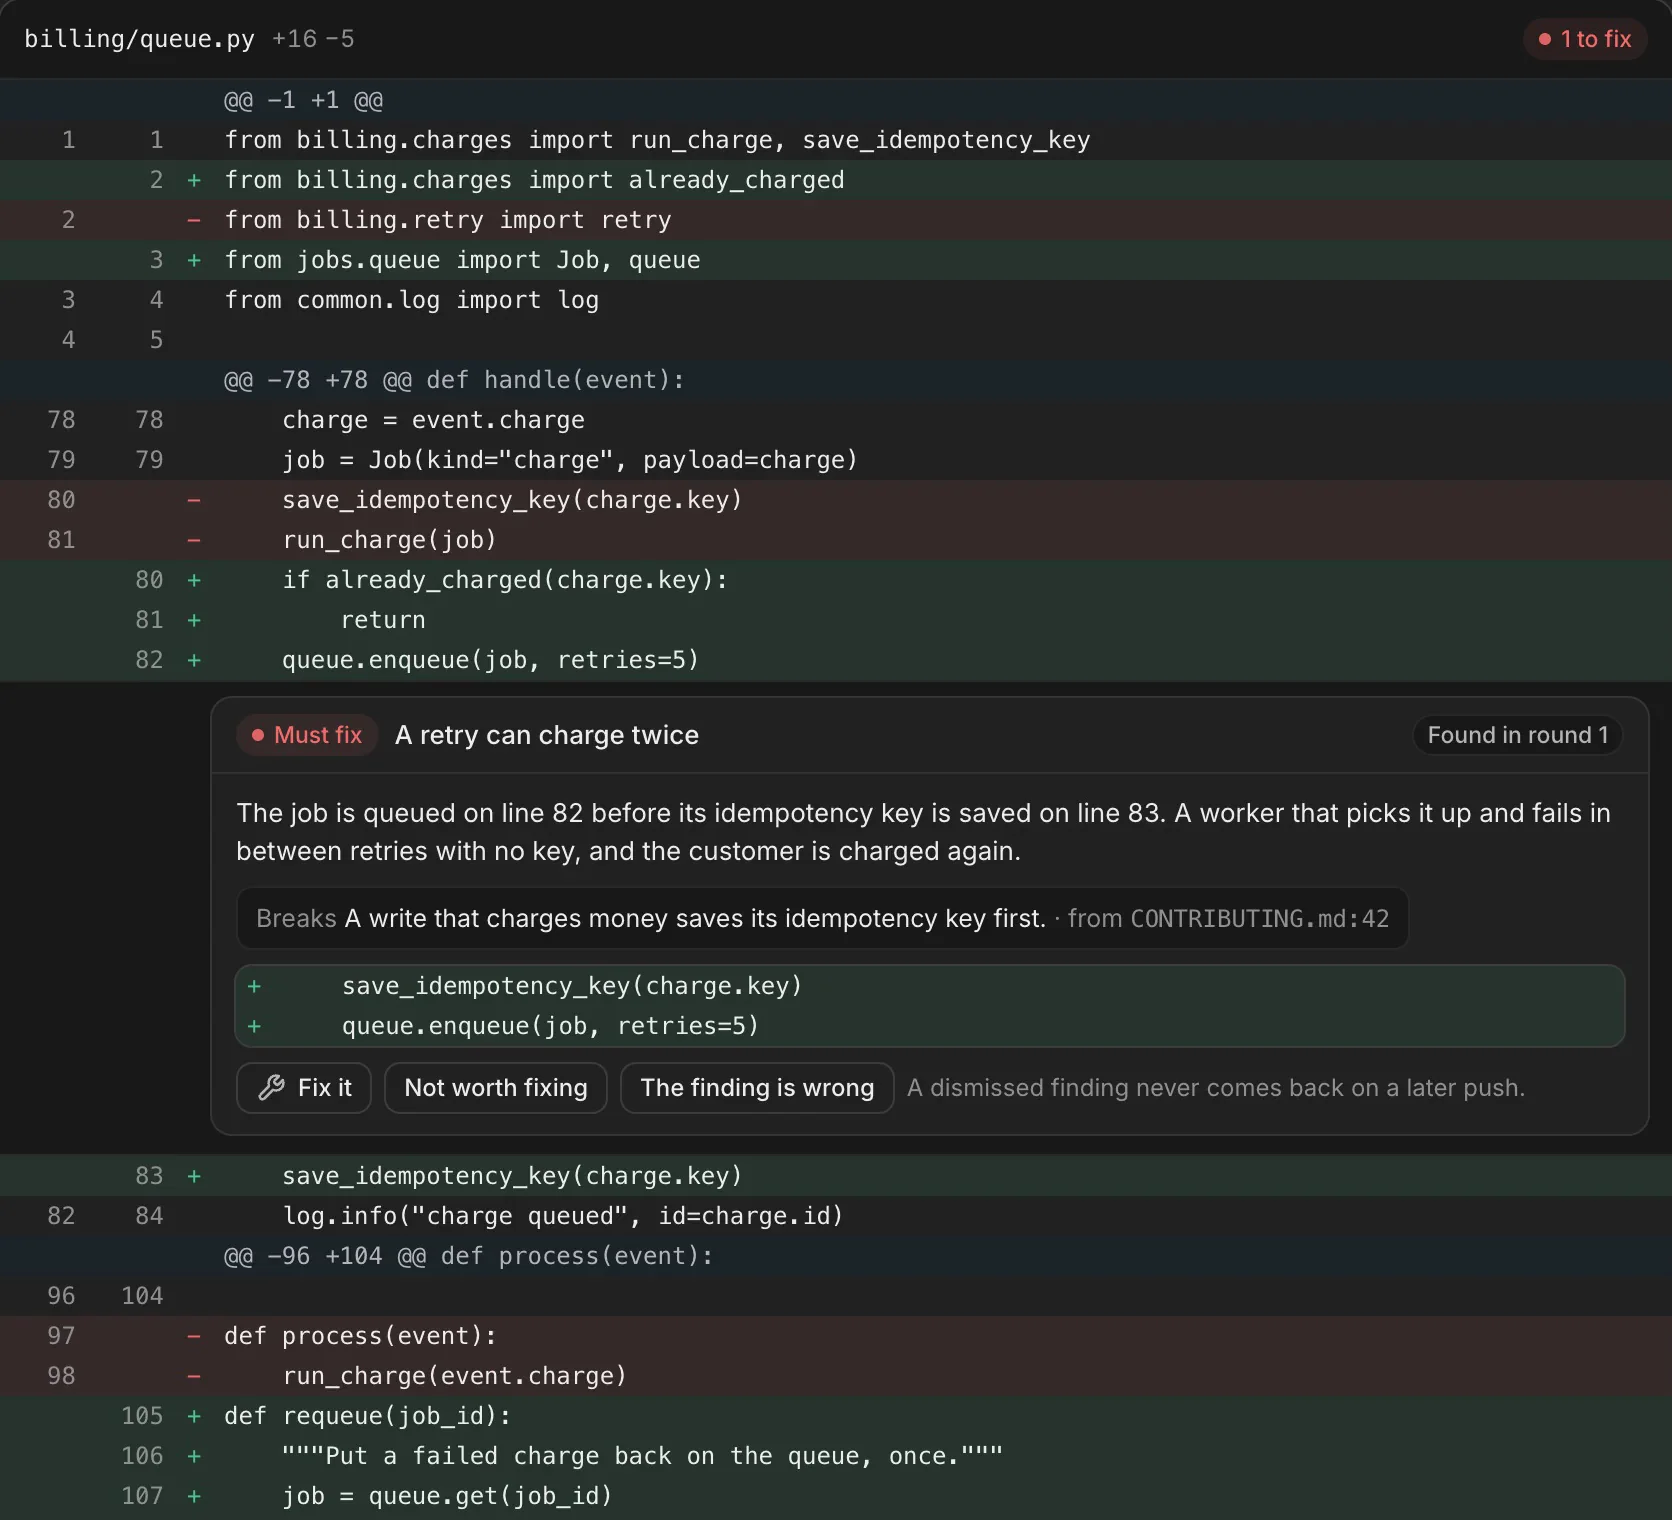 billing/queue.py +16 −5
1 to fix
@@ −1 +1 @@
1 1 from billing.charges import run_charge, save_idempotency_key
2 + from billing.charges import already_charged
2 − from billing.retry import retry
3 + from jobs.queue import Job, queue
3 4 from common.log import log
4 5
@@ −78 +78 @@ def handle(event):
78 78 charge = event.charge
79 79 job = Job(kind="charge", payload=charge)
80 − save_idempotency_key(charge.key)
81 − run_charge(job)
80 + if already_charged(charge.key):
81 + return
82 + queue.enqueue(job, retries=5)
Must fix A retry can charge twice Found in round 1
The job is queued on line 82 before its idempotency key is saved on line 83. A worker that picks it up and fails in
between retries with no key, and the customer is charged again.
Breaks A write that charges money saves its idempotency key first. · from CONTRIBUTING.md:42
+ save_idempotency_key(charge.key)
+ queue.enqueue(job, retries=5)
Fix it Not worth fixing The finding is wrong A dismissed finding never comes back on a later push.
83 + save_idempotency_key(charge.key)
82 84 log.info("charge queued", id=charge.id)
@@ −96 +104 @@ def process(event):
96 104
97 − def process(event):
98 − run_charge(event.charge)
105 + def requeue(job_id):
106 + """Put a failed charge back on the queue, once."""
107 + job = queue.get(job_id)